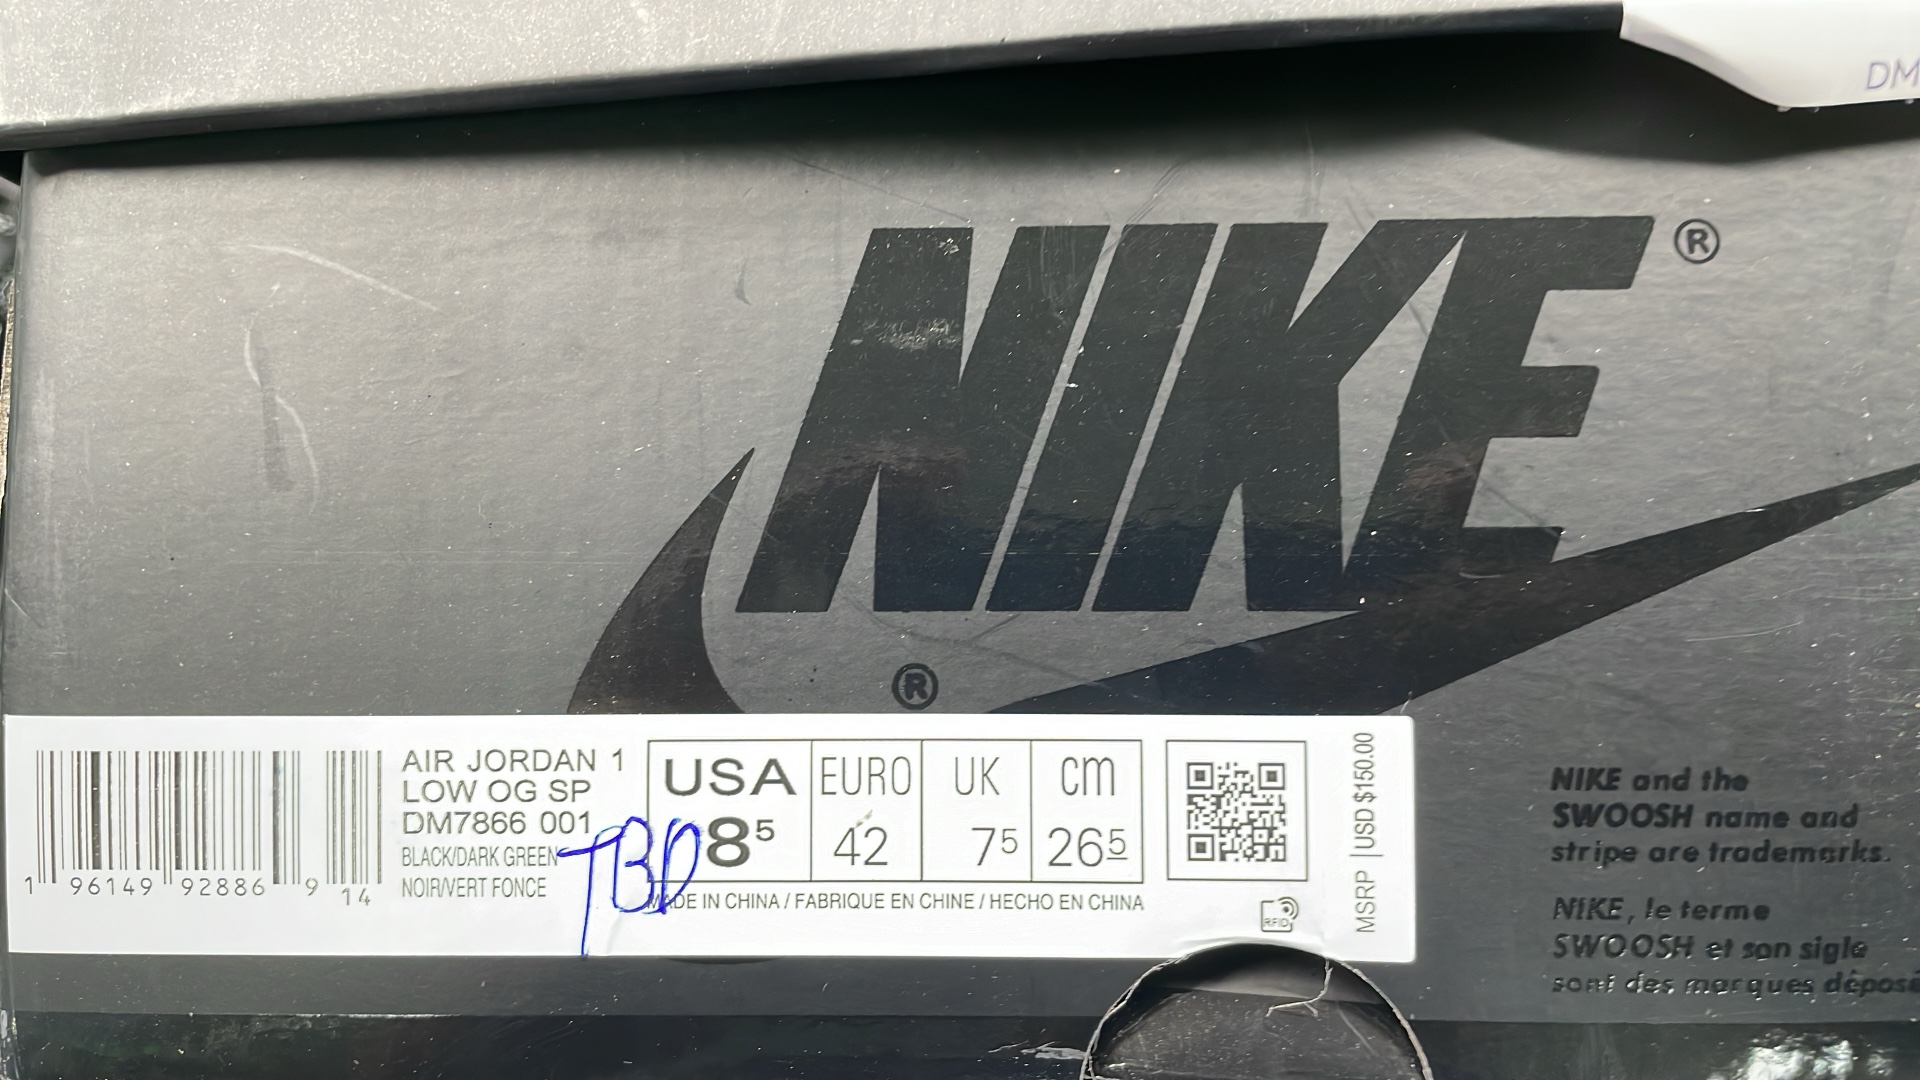 DM
NIKE®
®
AIR JORDAN 1
LOW OG SP
DM7866 001
BLACK/DARK GREEN
NOIR/VERT FONCE
1 96149 92886 9 14
TBD
USA EURO UK cm
8⁵ 42 7⁵ 26⁵
MADE IN CHINA / FABRIQUE EN CHINE / HECHO EN CHINA
RFID
MSRP USD $150.00
NIKE and the
SWOOSH name and
stripe are trademarks.
NIKE, le terme
SWOOSH et son sigle
sont des marques déposé